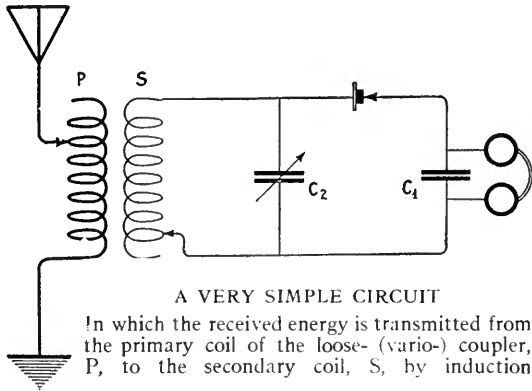 P S
C2
C1
A VERY SIMPLE CIRCUIT
In which the received energy is transmitted from
the primary coil of the loose- (vario-) coupler,
P, to the secondary coil, S, by induction